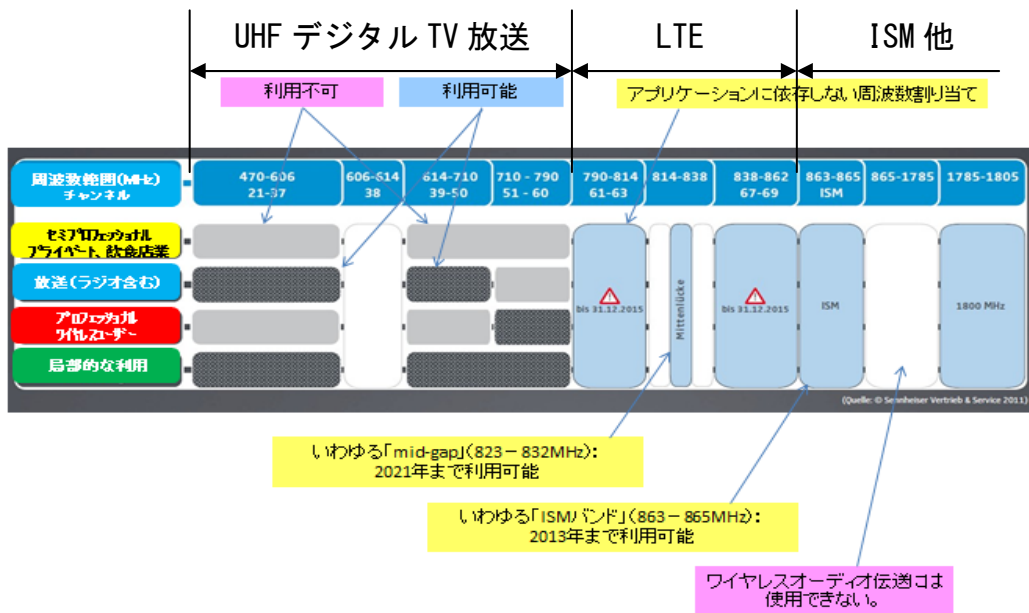 UHF デジタル TV 放送
LTE
ISM 他
利用不可
利用可能
アプリケーションに依存しない周波数割り当て
周波数範囲(MHz)
チャンネル
470-606
21-37
606-614
38
614-710
39-50
710 - 790
51 - 60
790-814
61-63
814-838
838-862
67-69
863-865
ISM
865-1785
1785-1805
セミプロフェッショナル
プライベート、飲食店業
放送(ラジオ含む)
プロフェッショナル
ワイヤレスユーザー
局部的な利用
bis 31.12.2015
Mittenlücke
bis 31.12.2015
ISM
1800 MHz
(Quelle: © Sennheiser Vertrieb & Service 2011)
いわゆる「mid-gap」(823－832MHz):
2021年まで利用可能
いわゆる「ISMバンド」(863－865MHz):
2013年まで利用可能
ワイヤレスオーディオ伝送には
使用できない。